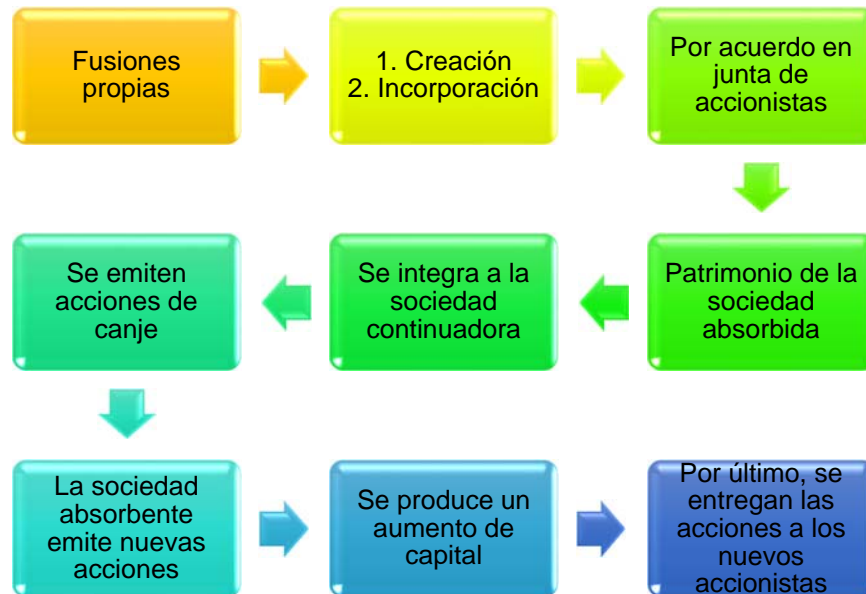 Fusiones
propias
1. Creación
2. Incorporación
Por acuerdo en
junta de
accionistas
Patrimonio de la
sociedad
absorbida
Se integra a la
sociedad
continuadora
Se emiten
acciones de
canje
La sociedad
absorbente
emite nuevas
acciones
Se produce un
aumento de
capital
Por último, se
entregan las
acciones a los
nuevos
accionistas